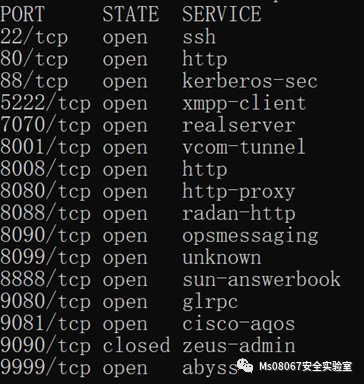 PORT STATE SERVICE
22/tcp open ssh
80/tcp open http
88/tcp open kerberos-sec
5222/tcp open xmpp-client
7070/tcp open realserver
8001/tcp open vcom-tunnel
8008/tcp open http
8080/tcp open http-proxy
8088/tcp open radan-http
8090/tcp open opsmessaging
8099/tcp open unknown
8888/tcp open sun-answerbook
9080/tcp open glrpc
9081/tcp open cisco-aqos
9090/tcp closed zeus-admin
9999/tcp open abyss
Ms08067安全实验室